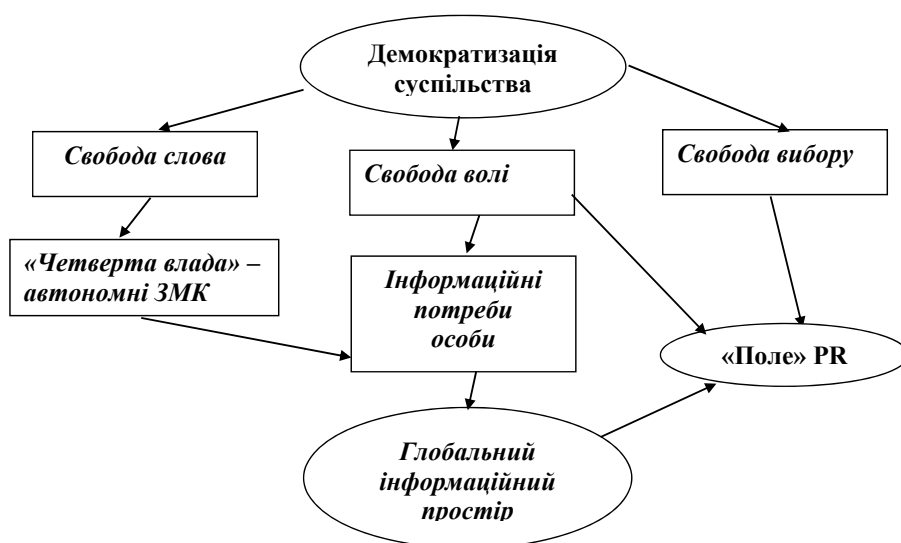 Демократизація
суспільства
Свобода слова
Свобода волі
Свобода вибору
«Четверта влада» –
автономні ЗМК
Інформаційні
потреби
особи
«Поле» PR
Глобальний
інформаційний
простір